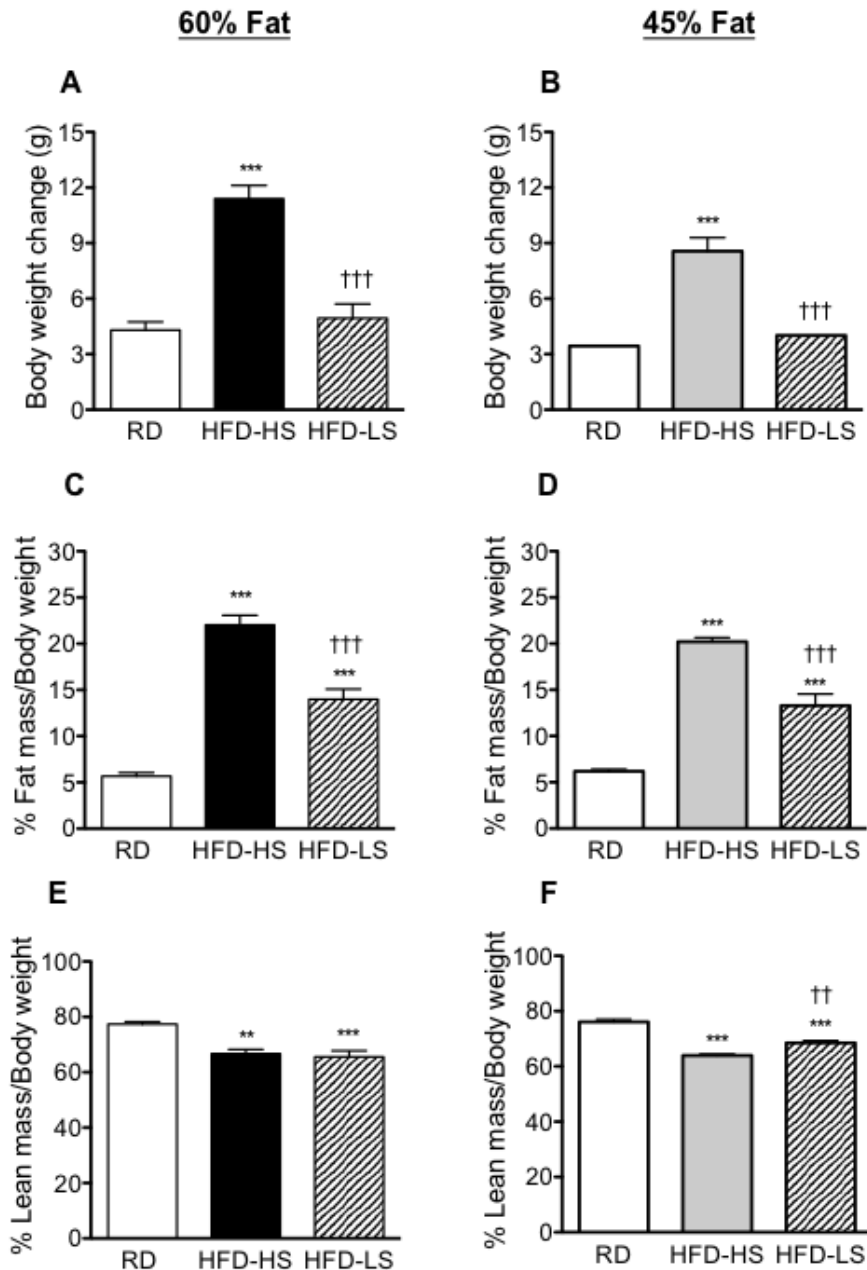 60% Fat
45% Fat
A
B
Body weight change (g)
15
12
9
6
3
0
***
†††
RD HFD-HS HFD-LS
Body weight change (g)
15
12
9
6
3
0
***
†††
RD HFD-HS HFD-LS
C
D
% Fat mass/Body weight
30
25
20
15
10
5
0
***
†††
***
RD HFD-HS HFD-LS
% Fat mass/Body weight
30
25
20
15
10
5
0
***
†††
***
RD HFD-HS HFD-LS
E
F
% Lean mass/Body weight
100
80
60
40
20
0
**
***
RD HFD-HS HFD-LS
% Lean mass/Body weight
100
80
60
40
20
0
***
††
***
RD HFD-HS HFD-LS